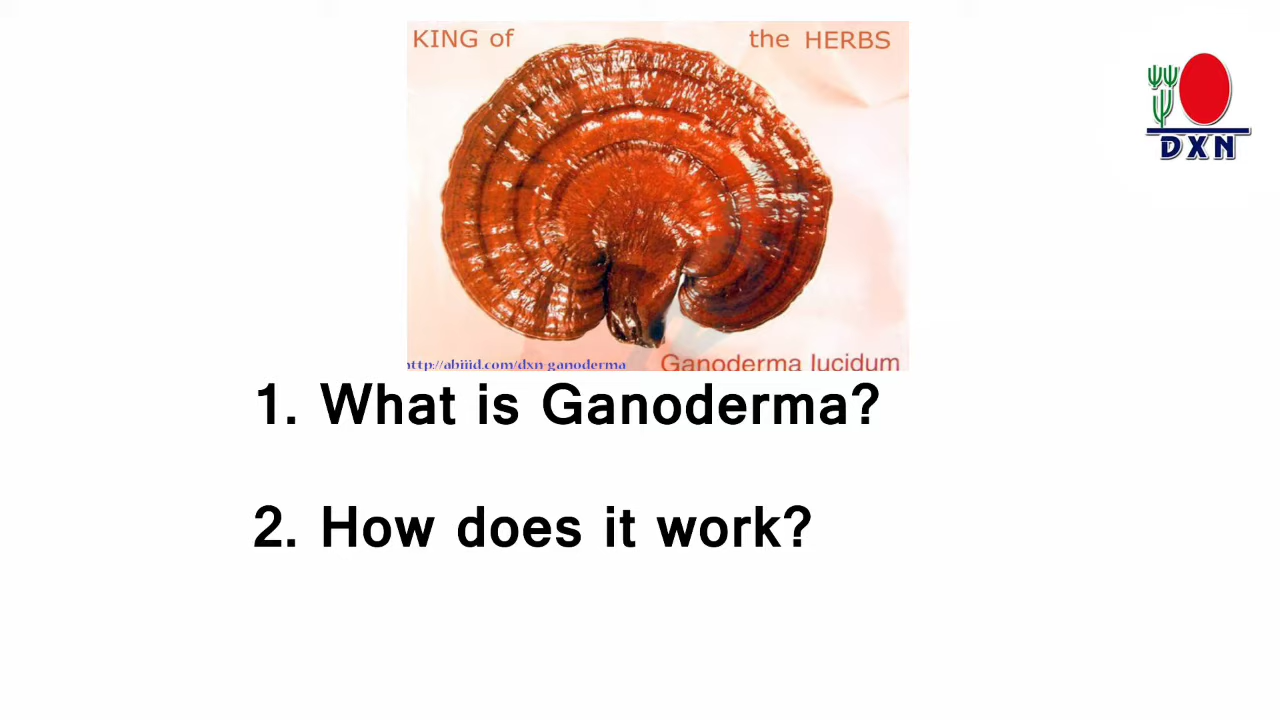 KING of the HERBS
DXN
http://abiiid.com/dxn-ganoderma
Ganoderma lucidum
1. What is Ganoderma?
2. How does it work?